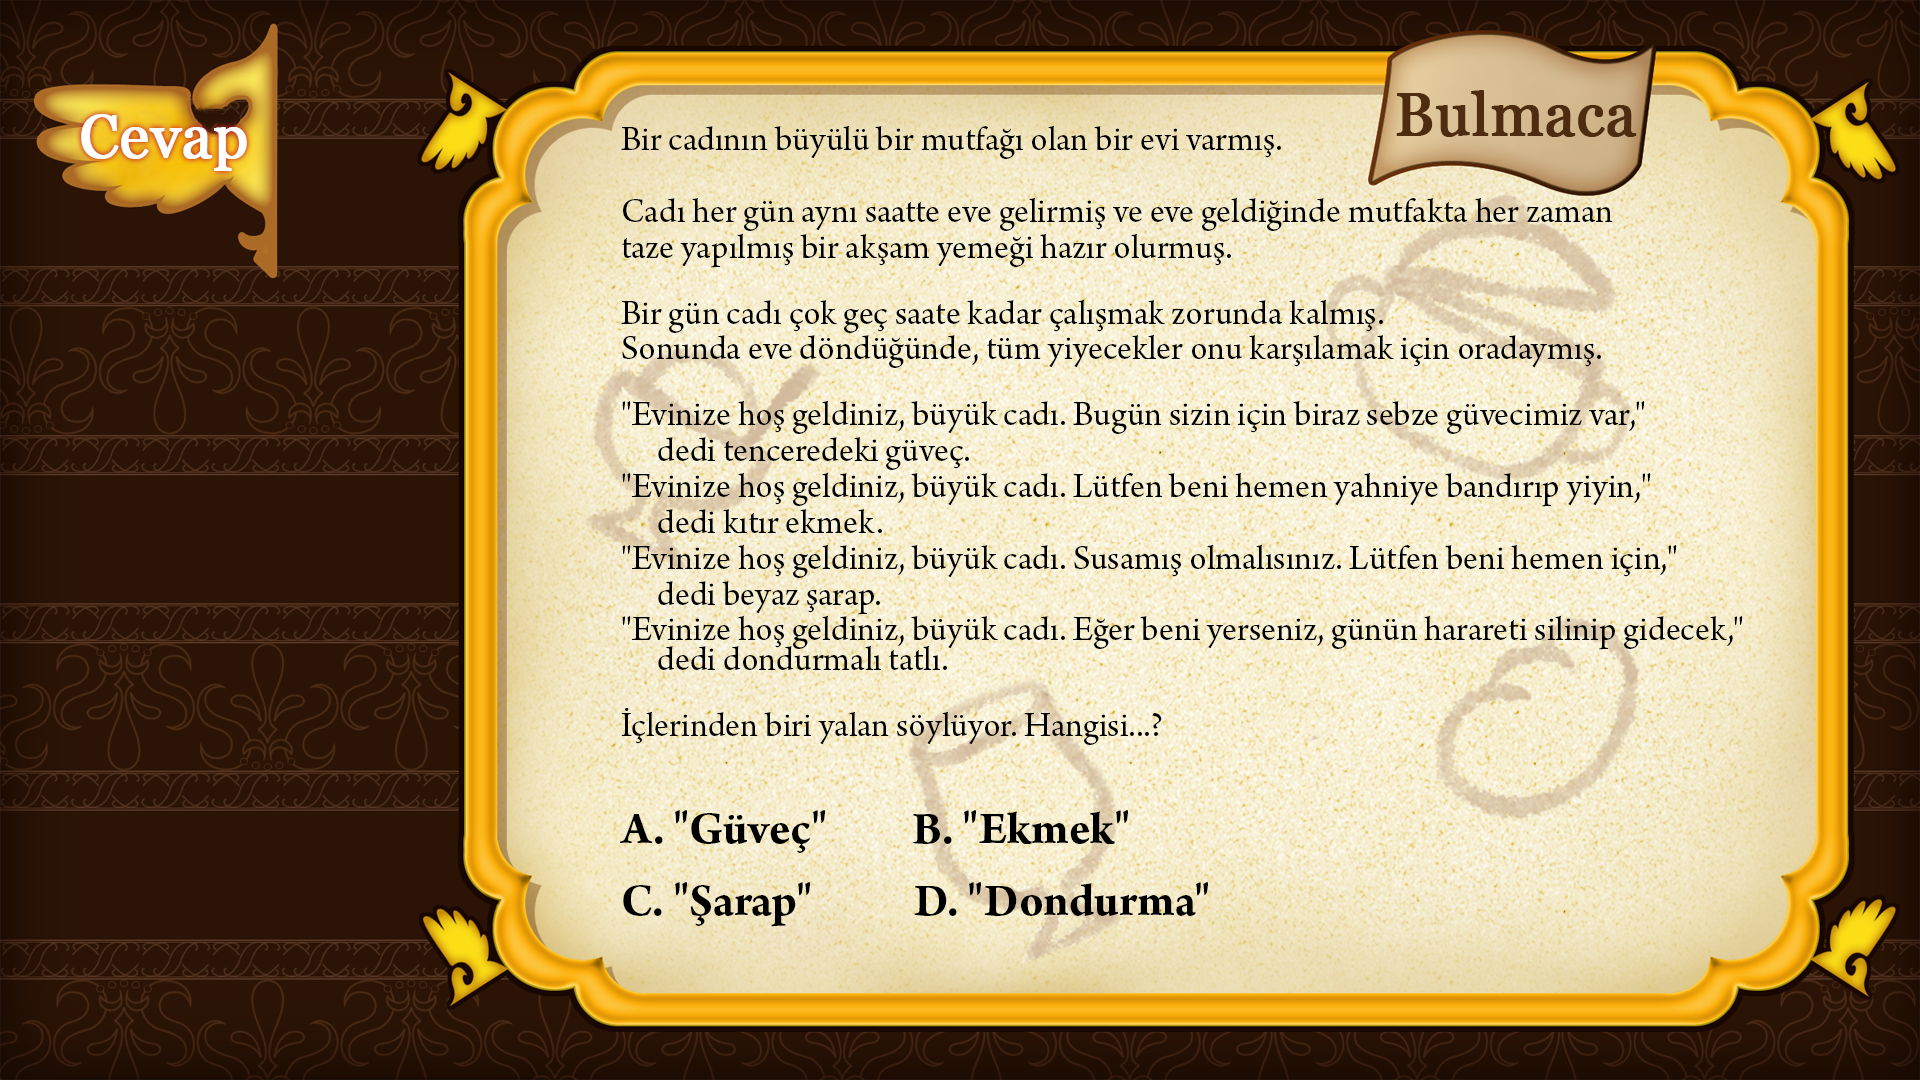 Cevap
Bulmaca
Bir cadının büyülü bir mutfağı olan bir evi varmış.
Cadı her gün aynı saatte eve gelirmiş ve eve geldiğinde mutfakta her zaman
taze yapılmış bir akşam yemeği hazır olurmuş.
Bir gün cadı çok geç saate kadar çalışmak zorunda kalmış.
Sonunda eve döndüğünde, tüm yiyecekler onu karşılamak için oradaymış.
"Evinize hoş geldiniz, büyük cadı. Bugün sizin için biraz sebze güvecimiz var,"
dedi tenceredeki güveç.
"Evinize hoş geldiniz, büyük cadı. Lütfen beni hemen yahniye bandırıp yiyin,"
dedi kıtır ekmek.
"Evinize hoş geldiniz, büyük cadı. Susamış olmalısınız. Lütfen beni hemen için,"
dedi beyaz şarap.
"Evinize hoş geldiniz, büyük cadı. Eğer beni yerseniz, günün harareti silinip gidecek,"
dedi dondurmalı tatlı.
İçlerinden biri yalan söylüyor. Hangisi...?
A. "Güveç" B. "Ekmek"
C. "Şarap" D. "Dondurma"